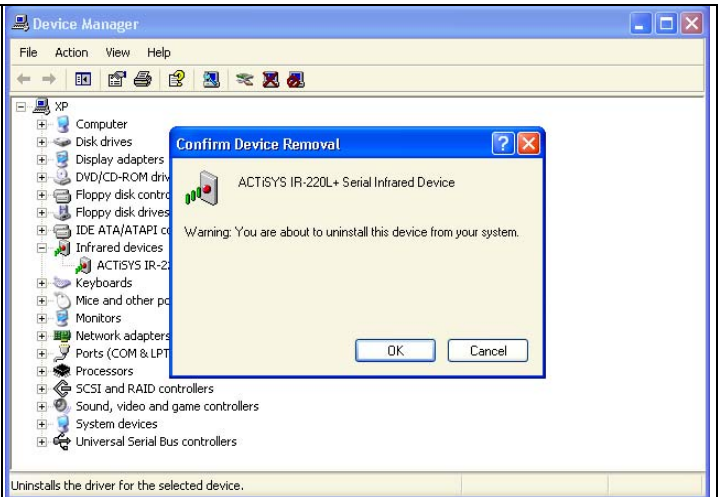 Device Manager
File Action View Help
XP
Computer
Disk drives
Display adapters
DVD/CD-ROM driv
Floppy disk contro
Floppy disk drives
IDE ATA/ATAPI co
Infrared devices
ACTiSYS IR-22
Keyboards
Mice and other po
Monitors
Network adapters
Ports (COM & LPT
Processors
SCSI and RAID controllers
Sound, video and game controllers
System devices
Universal Serial Bus controllers
Confirm Device Removal
ACTiSYS IR-220L+ Serial Infrared Device
Warning: You are about to uninstall this device from your system.
OK Cancel
Uninstalls the driver for the selected device.